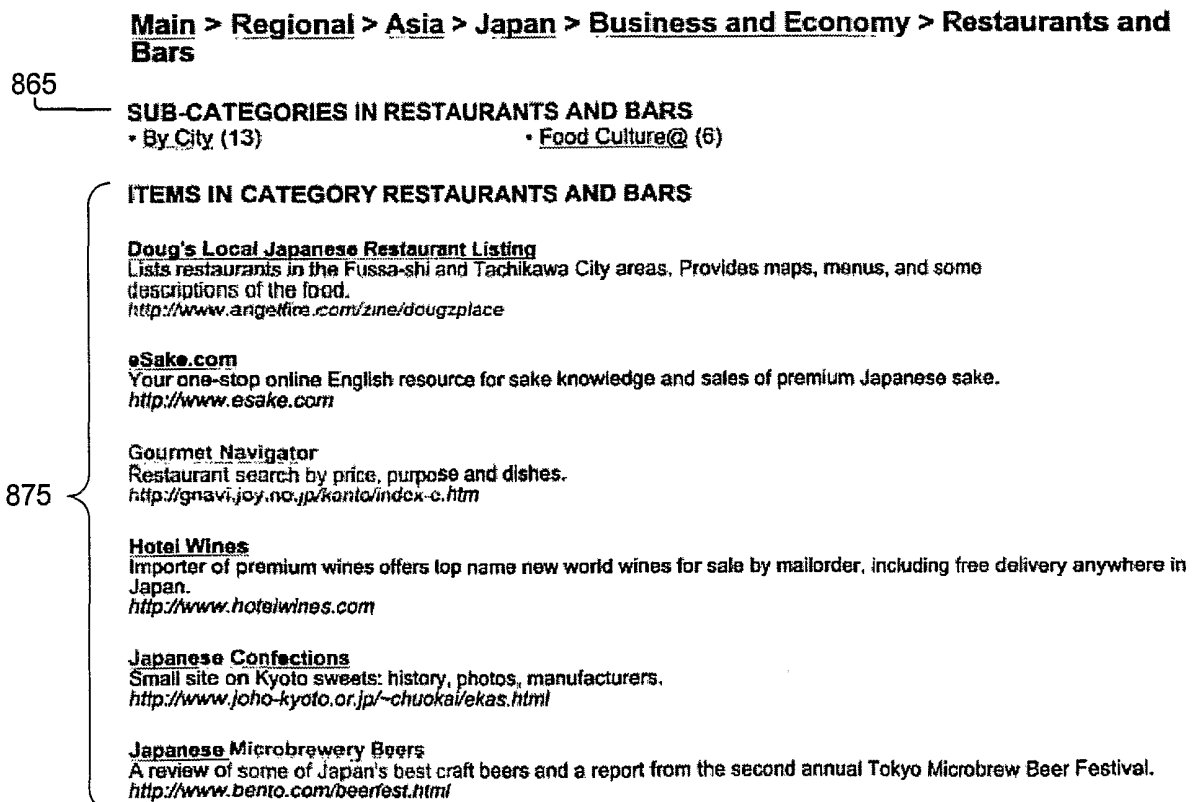 Main > Regional > Asia > Japan > Business and Economy > Restaurants and
Bars
865
SUB-CATEGORIES IN RESTAURANTS AND BARS
• By City (13) • Food Culture@ (6)
ITEMS IN CATEGORY RESTAURANTS AND BARS
Doug's Local Japanese Restaurant Listing
Lists restaurants in the Fussa-shi and Tachikawa City areas. Provides maps, menus, and some
descriptions of the food.
http://www.angelfire.com/zine/dougzplace
eSake.com
Your one-stop online English resource for sake knowledge and sales of premium Japanese sake.
http://www.esake.com
Gourmet Navigator
Restaurant search by price, purpose and dishes.
http://gnavi.joy.ne.jp/kanto/index-e.htm
875
Hotel Wines
Importer of premium wines offers top name new world wines for sale by mailorder, including free delivery anywhere in
Japan.
http://www.hotelwines.com
Japanese Confections
Small site on Kyoto sweets: history, photos, manufacturers.
http://www.joho-kyoto.or.jp/~chuokai/ekas.html
Japanese Microbrewery Beers
A review of some of Japan's best craft beers and a report from the second annual Tokyo Microbrew Beer Festival.
http://www.bento.com/beerfest.html